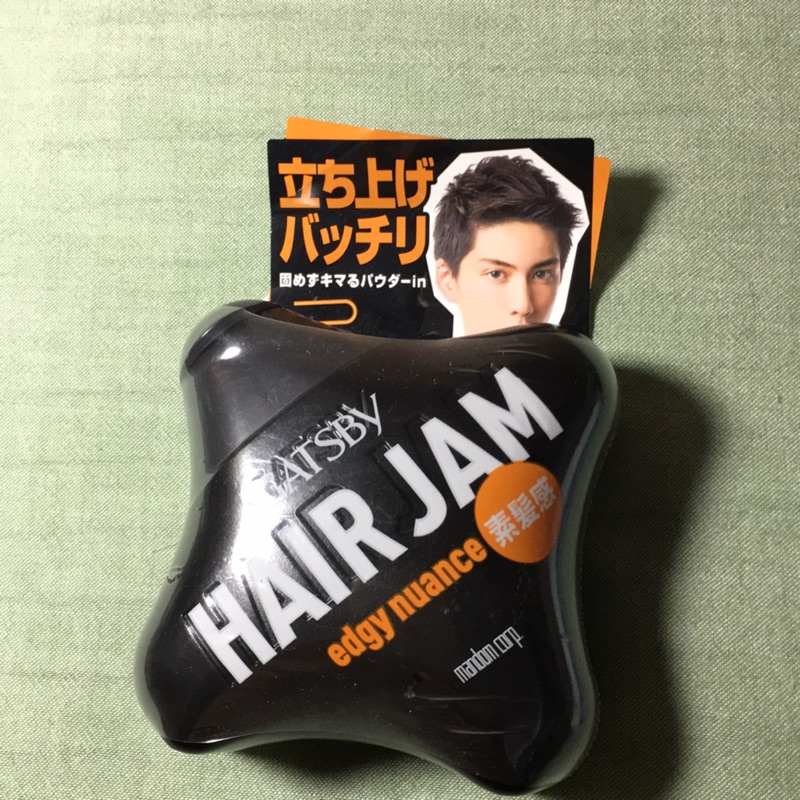 立ち上げ
バッチリ
固めずキマるパウダーin
GATSBY
HAIR JAM
edgy nuance
素髪感
mandom corp.